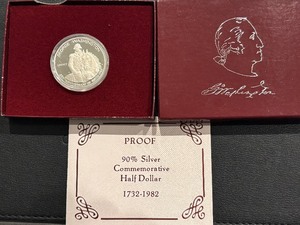 PROOF
90% Silver
Commemorative
Half Dollar
1732-1982